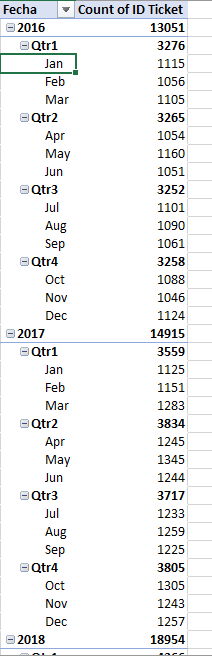 Fecha Count of ID Ticket
2016 13051
Qtr1 3276
Jan 1115
Feb 1056
Mar 1105
Qtr2 3265
Apr 1054
May 1160
Jun 1051
Qtr3 3252
Jul 1101
Aug 1090
Sep 1061
Qtr4 3258
Oct 1088
Nov 1046
Dec 1124
2017 14915
Qtr1 3559
Jan 1125
Feb 1151
Mar 1283
Qtr2 3834
Apr 1245
May 1345
Jun 1244
Qtr3 3717
Jul 1233
Aug 1259
Sep 1225
Qtr4 3805
Oct 1305
Nov 1243
Dec 1257
2018 18954